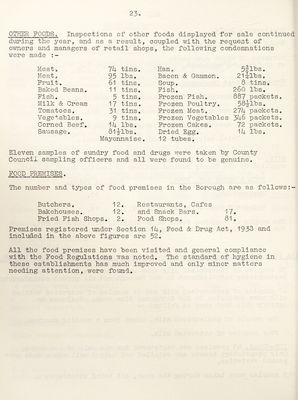 23.
OTHER FOODS. Inspections of other foods displayed for sale continued
during the year, and as a result, coupled with the request of
owners and managers of retail shops, the following condemnations
were made :-
Meat. 74 tins. Ham. 5½lbs.
Meat. 95 lbs. Bacon & Gammon. 21½lbs.
Fruit. 61 tins. Soup. 8 tins.
Baked Beans. 11 tins. Fish. 260 lbs.
Fish. 5 tins. Frozen Fish. 887 packets.
Milk & Cream 17 tins. Frozen Poultry. 58½lbs.
Tomatoes. 31 tins. Frozen Meat. 274 packets.
Vegetables. 9 tins. Frozen Vegetables 346 packets.
Corned Beef. 14 lbs. Frozen Cakes. 72 packets.
Sausage. 81½lbs. Dried Egg. 14 lbs.
Mayonnaise. 12 tubes.
Eleven samples of sundry food and drugs were taken by County
Council sampling officers and all were found to be genuine.
FOOD PREMISES.
The number and types of food premises in the Borough are as follows:-
Butchers. 12. Restaurants, Cafes
Bakehouses. 12. and Snack Bars. 17.
Fried Fish Shops. 2. Food Shops. 81.
Premises registered under Section 14, Food & Drug Act, 1938 and
included in the above figures are 52.
All the food premises have been visited and general compliance
with the Food Regulations was noted. The standard of hygiene in
these establishments has much improved and only minor matters
needing attention, were found.